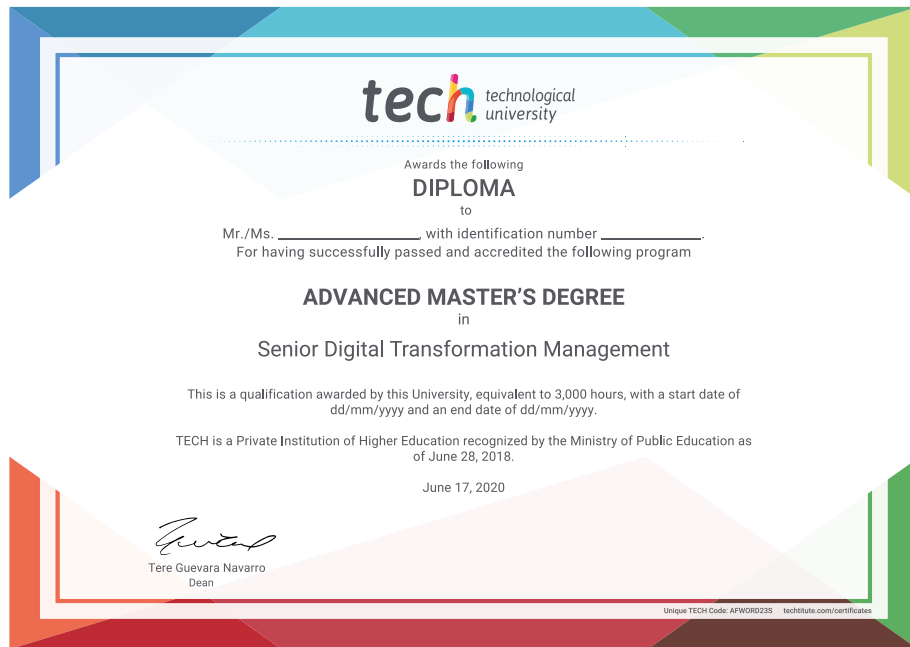 tech technological
university
Awards the following
DIPLOMA
to
Mr./Ms. ____________________, with identification number ______________.
For having successfully passed and accredited the following program
ADVANCED MASTER’S DEGREE
in
Senior Digital Transformation Management
This is a qualification awarded by this University, equivalent to 3,000 hours, with a start date of
dd/mm/yyyy and an end date of dd/mm/yyyy.
TECH is a Private Institution of Higher Education recognized by the Ministry of Public Education as
of June 28, 2018.
June 17, 2020
Tere Guevara Navarro
Dean
Unique TECH Code: AFWORD23S techtitute.com/certificates